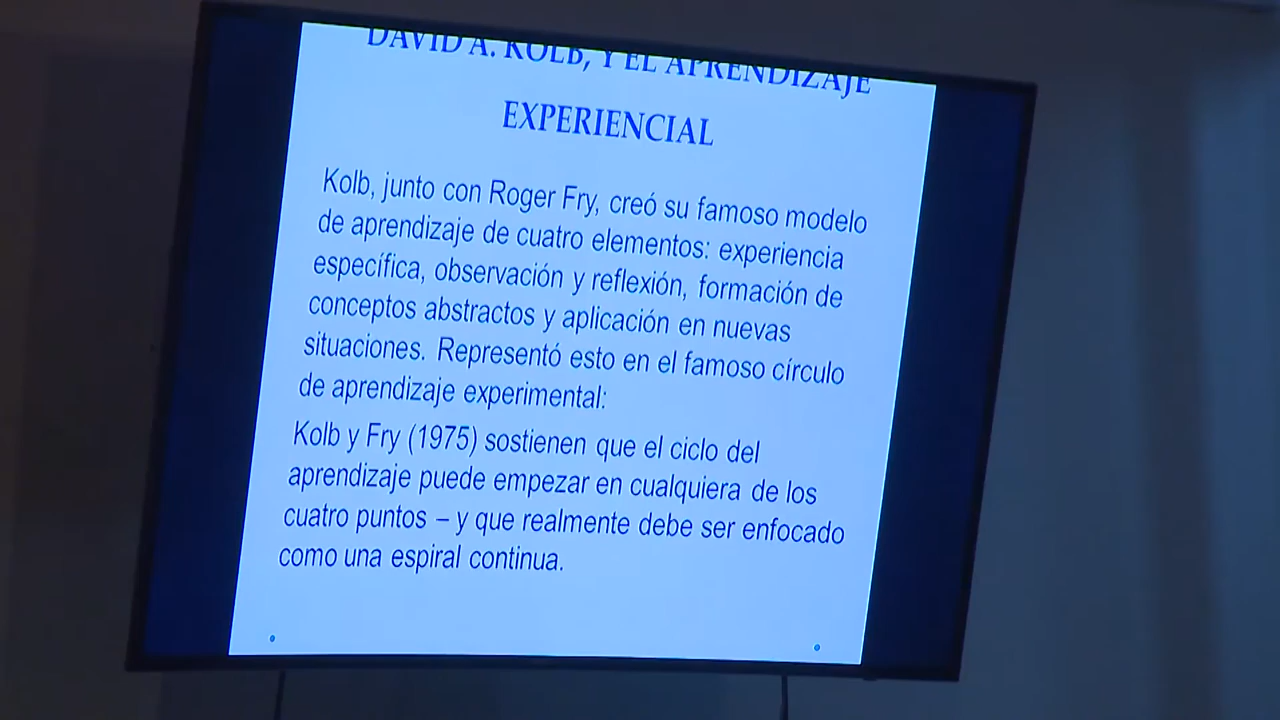 DAVID A. KOLB, Y EL APRENDIZAJE
EXPERIENCIAL
Kolb, junto con Roger Fry, creó su famoso modelo
de aprendizaje de cuatro elementos: experiencia
específica, observación y reflexión, formación de
conceptos abstractos y aplicación en nuevas
situaciones. Representó esto en el famoso círculo
de aprendizaje experimental:
Kolb y Fry (1975) sostienen que el ciclo del
aprendizaje puede empezar en cualquiera de los
cuatro puntos – y que realmente debe ser enfocado
como una espiral continua.